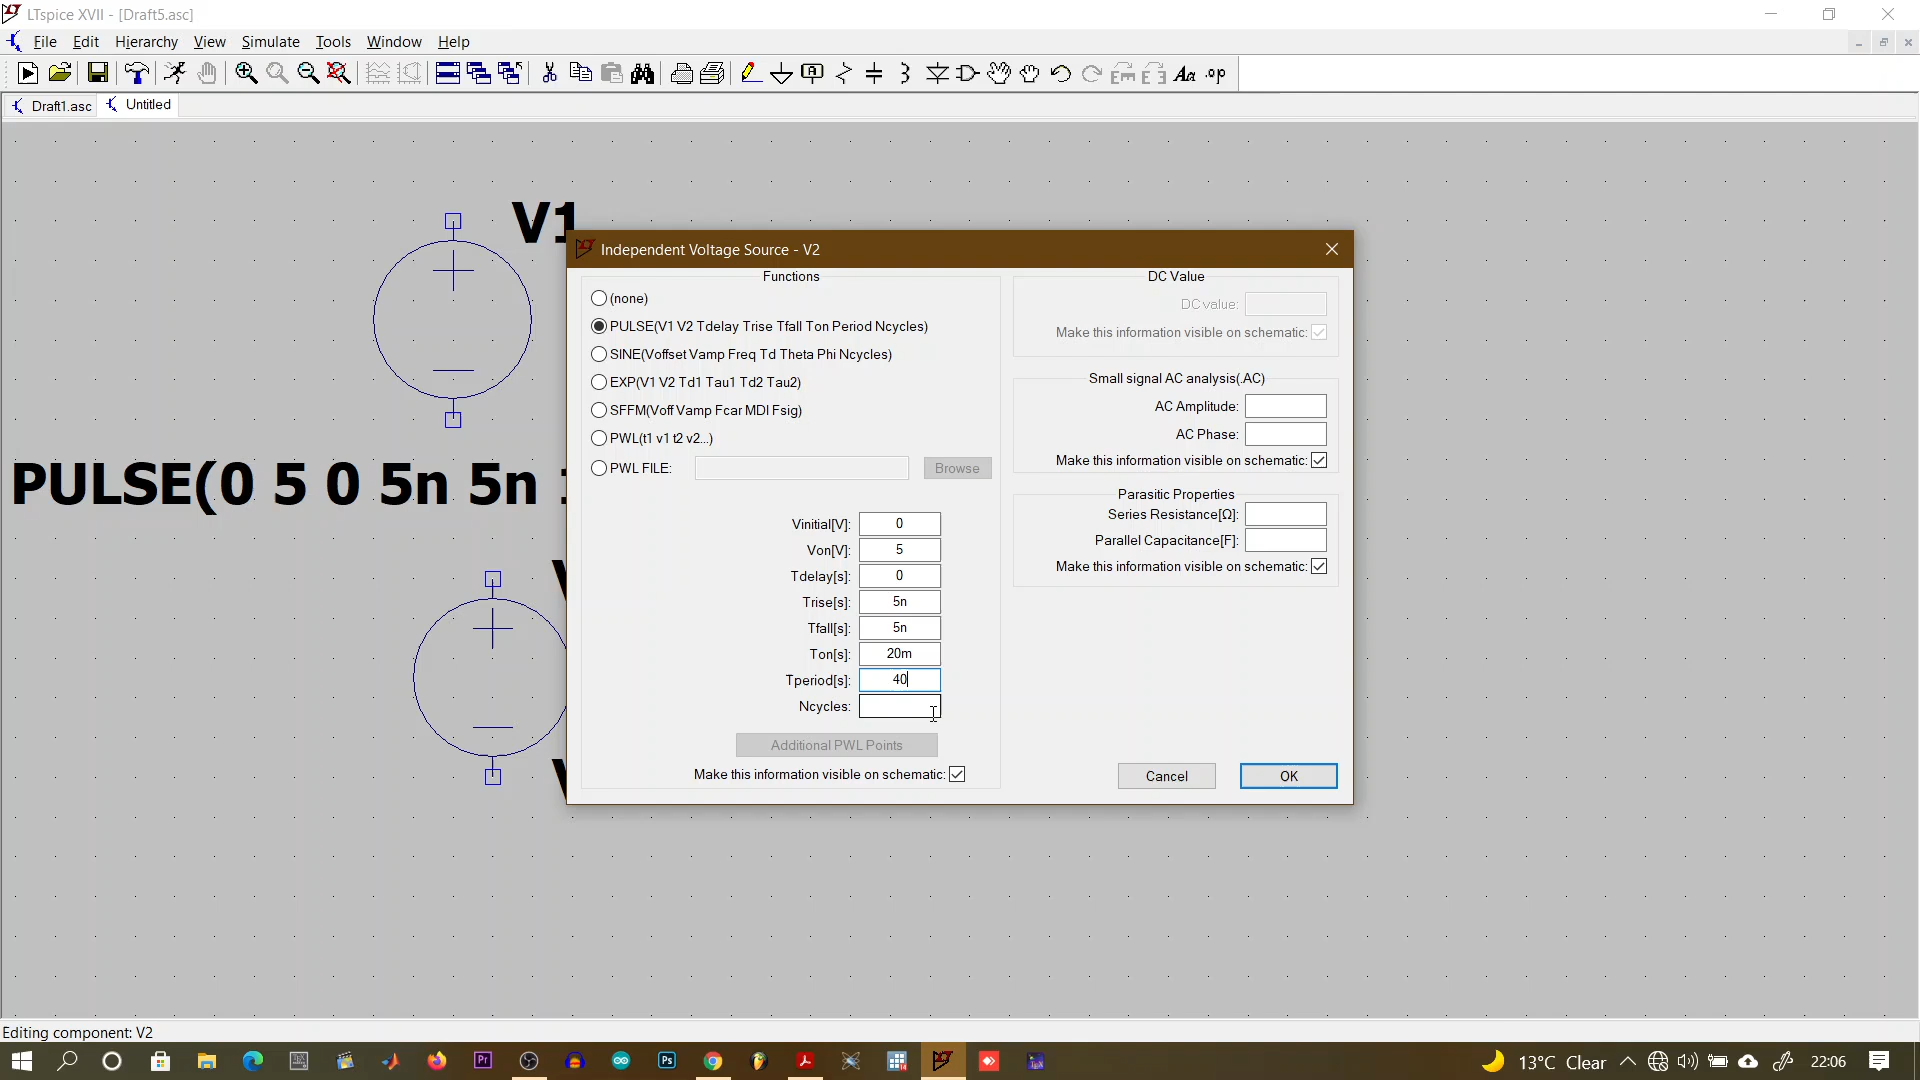 LTspice XVII - [Draft5.asc]
File Edit Hierarchy View Simulate Tools Window Help
Draft1.asc Untitled
V1
PULSE(0 5 0 5n 5n
Independent Voltage Source - V2
Functions
(none)
PULSE(V1 V2 Tdelay Trise Tfall Ton Period Ncycles)
SINE(Voffset Vamp Freq Td Theta Phi Ncycles)
EXP(V1 V2 Td1 Tau1 Td2 Tau2)
SFFM(Voff Vamp Fcar MDI Fsig)
PWL(t1 v1 t2 v2...)
PWL FILE: Browse
Vinitial[V]: 0
Von[V]: 5
Tdelay[s]: 0
Trise[s]: 5n
Tfall[s]: 5n
Ton[s]: 20m
Tperiod[s]: 40
Ncycles:
Additional PWL Points
Make this information visible on schematic:
DC Value
DC value:
Make this information visible on schematic:
Small signal AC analysis(.AC)
AC Amplitude:
AC Phase:
Make this information visible on schematic:
Parasitic Properties
Series Resistance[Ω]:
Parallel Capacitance[F]:
Make this information visible on schematic:
Cancel OK
Editing component: V2
13°C Clear 22:06